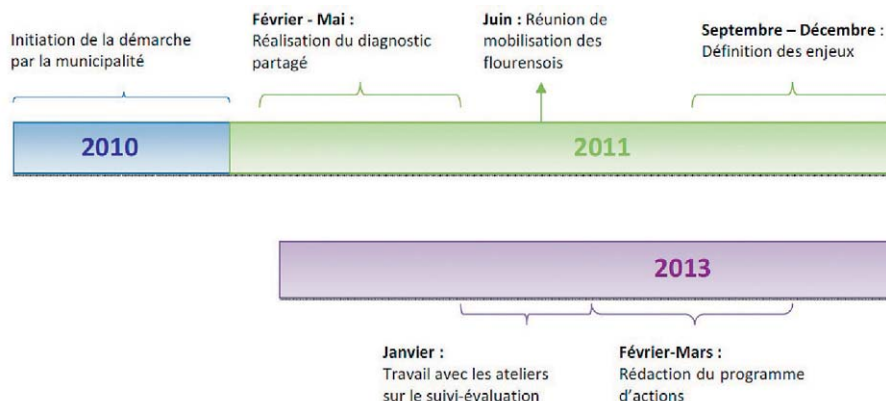 Initiation de la démarche
par la municipalité
Février - Mai :
Réalisation du diagnostic
partagé
Juin : Réunion de
mobilisation des
flourensois
Septembre – Décembre :
Définition des enjeux
2010
2011
2013
Janvier :
Travail avec les ateliers
sur le suivi-évaluation
Février-Mars :
Rédaction du programme
d'actions